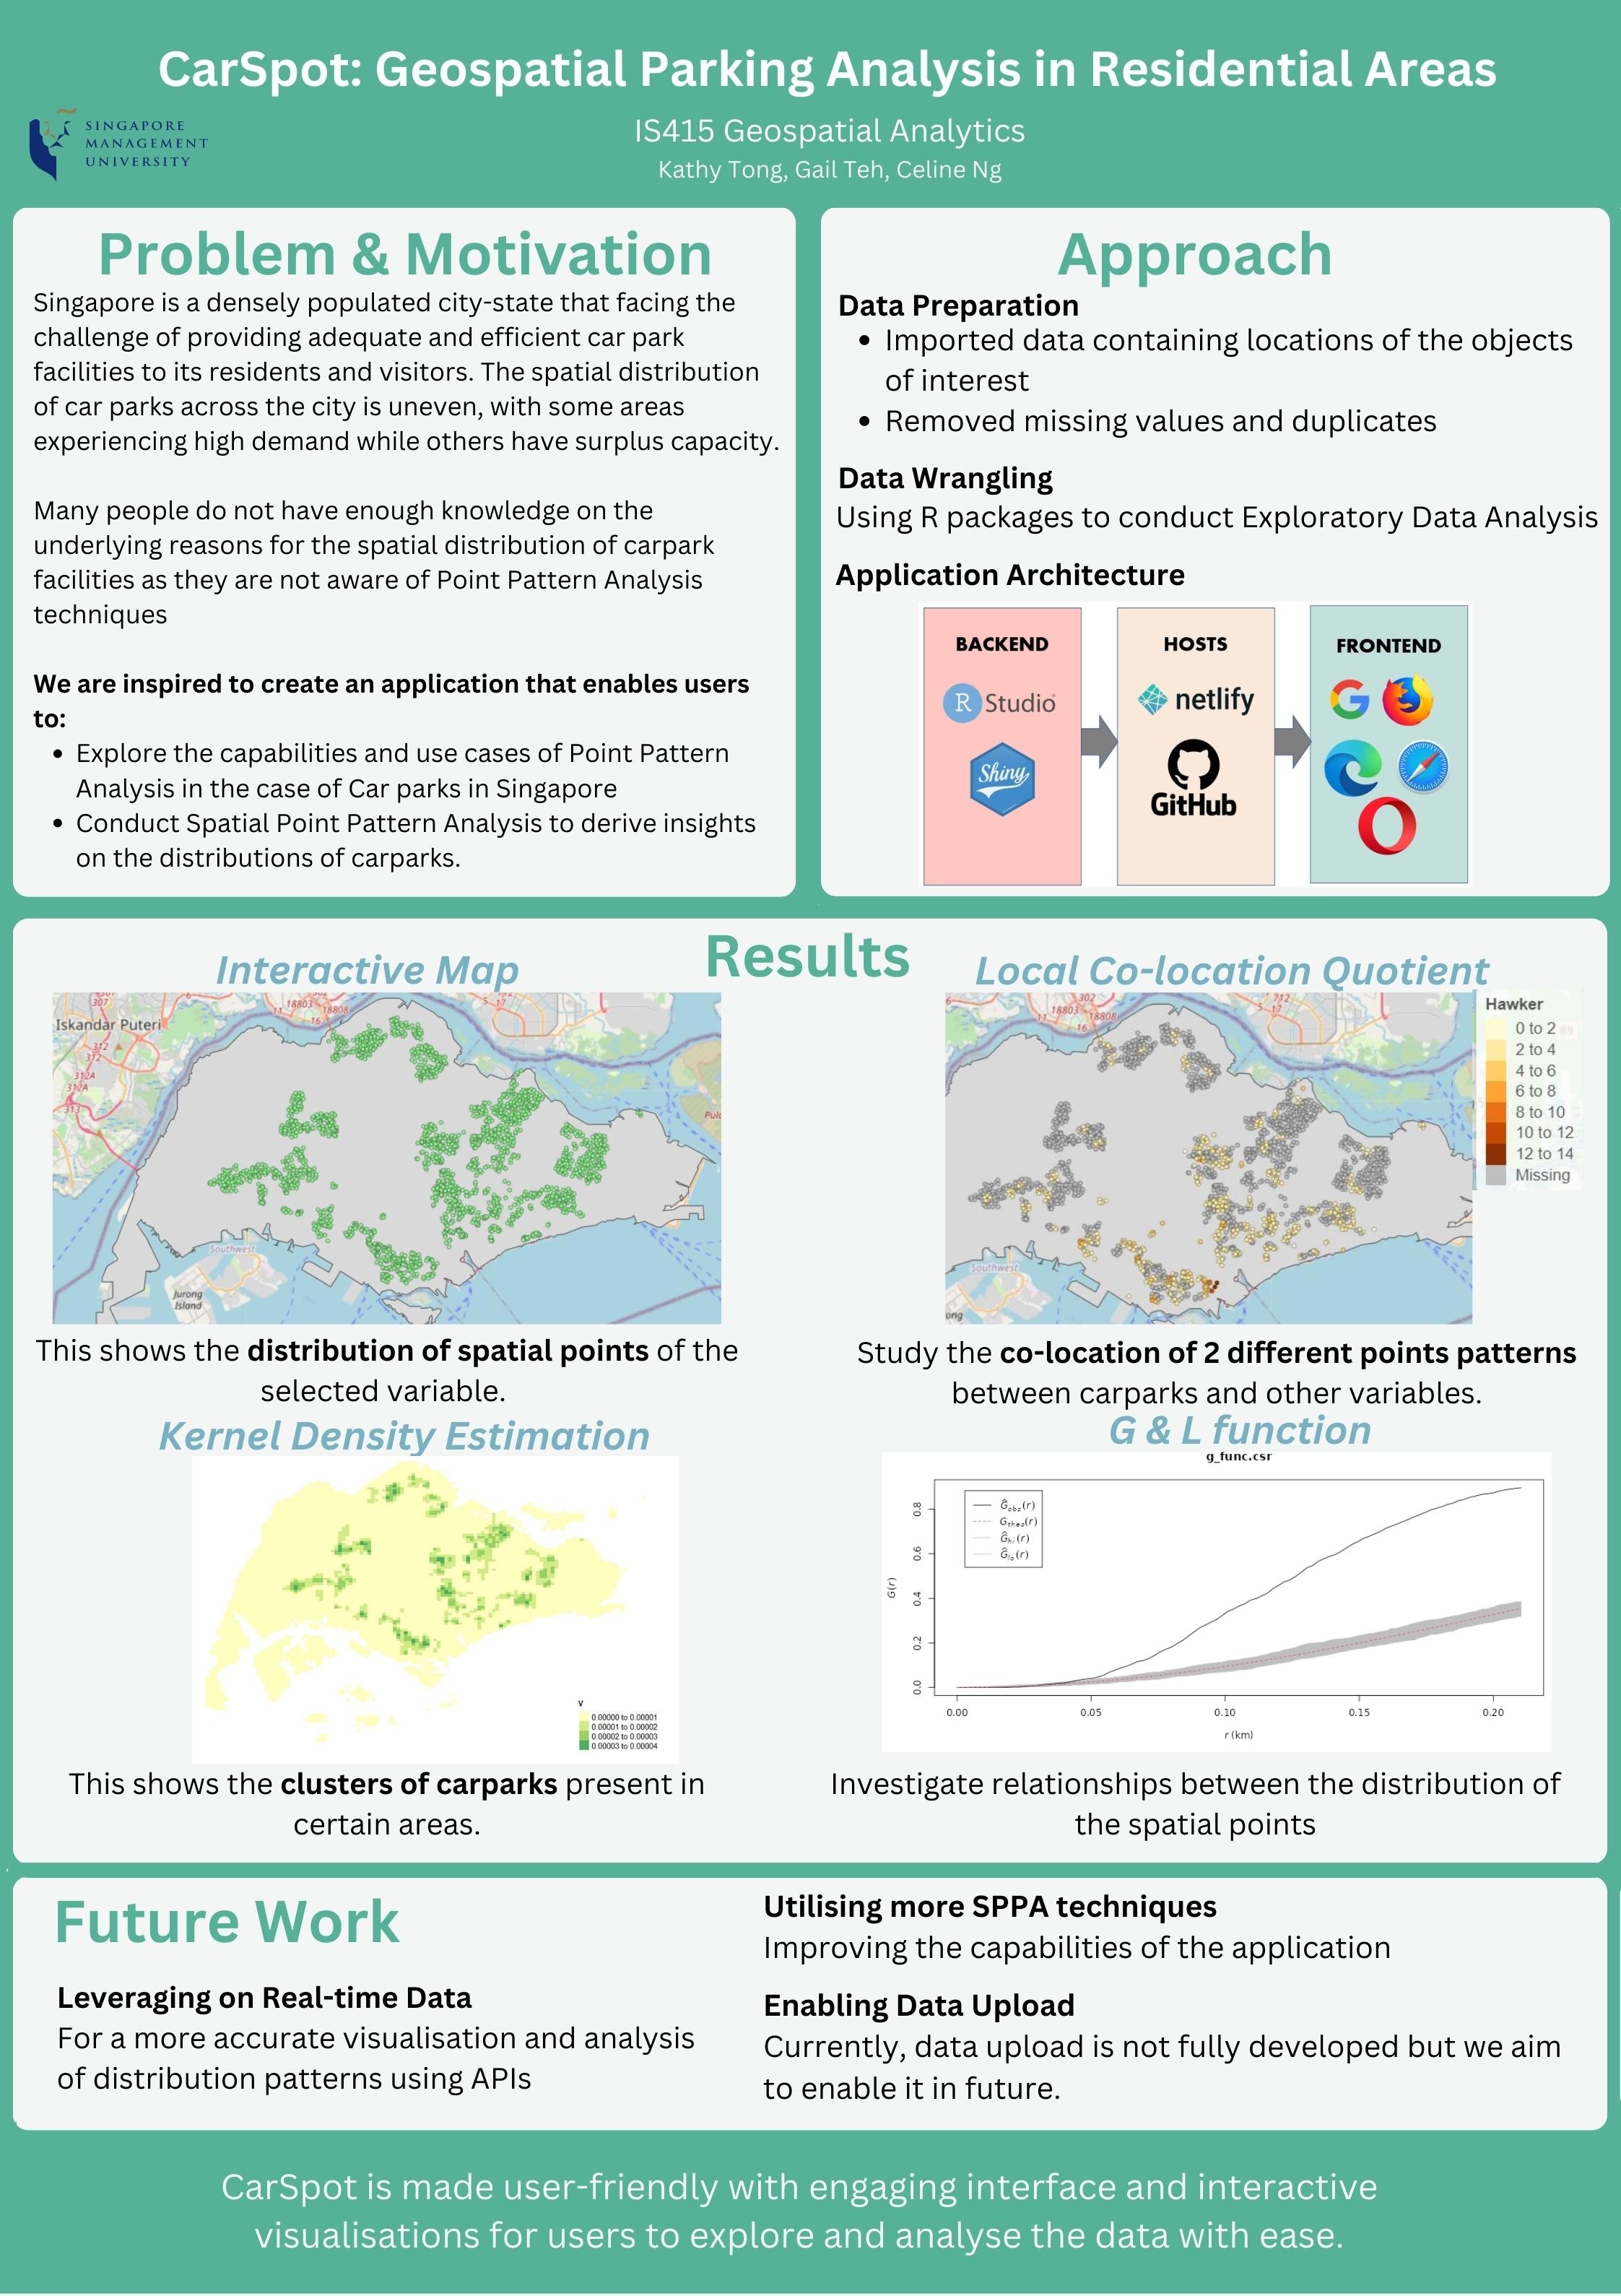 CarSpot: Geospatial Parking Analysis in Residential Areas
SINGAPORE
MANAGEMENT
UNIVERSITY
IS415 Geospatial Analytics
Kathy Tong, Gail Teh, Celine Ng
Problem & Motivation
Singapore is a densely populated city-state that facing the
challenge of providing adequate and efficient car park
facilities to its residents and visitors. The spatial distribution
of car parks across the city is uneven, with some areas
experiencing high demand while others have surplus capacity.
Many people do not have enough knowledge on the
underlying reasons for the spatial distribution of carpark
facilities as they are not aware of Point Pattern Analysis
techniques
We are inspired to create an application that enables users
to:
• Explore the capabilities and use cases of Point Pattern
Analysis in the case of Car parks in Singapore
• Conduct Spatial Point Pattern Analysis to derive insights
on the distributions of carparks.
Approach
Data Preparation
• Imported data containing locations of the objects
of interest
• Removed missing values and duplicates
Data Wrangling
Using R packages to conduct Exploratory Data Analysis
Application Architecture
BACKEND
R Studio
Shiny
HOSTS
netlify
GitHub
FRONTEND
Results
Interactive Map
307
Iskandar Puteri
312
312A
312A
313
18803
11
18808
16
5
17
Southwest
Jurong
Island
This shows the distribution of spatial points of the
selected variable.
Local Co-location Quotient
302
18803
11
18808
16
712
5
17
Southwest
ong
Hawker
0 to 2
2 to 4
4 to 6
6 to 8
8 to 10
10 to 12
12 to 14
Missing
Study the co-location of 2 different points patterns
between carparks and other variables.
Kernel Density Estimation
v
0.00000 to 0.00001
0.00001 to 0.00002
0.00002 to 0.00003
0.00003 to 0.00004
This shows the clusters of carparks present in
certain areas.
G & L function
g_func.csr
Ĝobs(r)
Gtheo(r)
Ĝhi(r)
Ĝlo(r)
G(r)
0.8
0.6
0.4
0.2
0.0
0.00 0.05 0.10 0.15 0.20
r (km)
Investigate relationships between the distribution of
the spatial points
Future Work
Leveraging on Real-time Data
For a more accurate visualisation and analysis
of distribution patterns using APIs
Utilising more SPPA techniques
Improving the capabilities of the application
Enabling Data Upload
Currently, data upload is not fully developed but we aim
to enable it in future.
CarSpot is made user-friendly with engaging interface and interactive
visualisations for users to explore and analyse the data with ease.